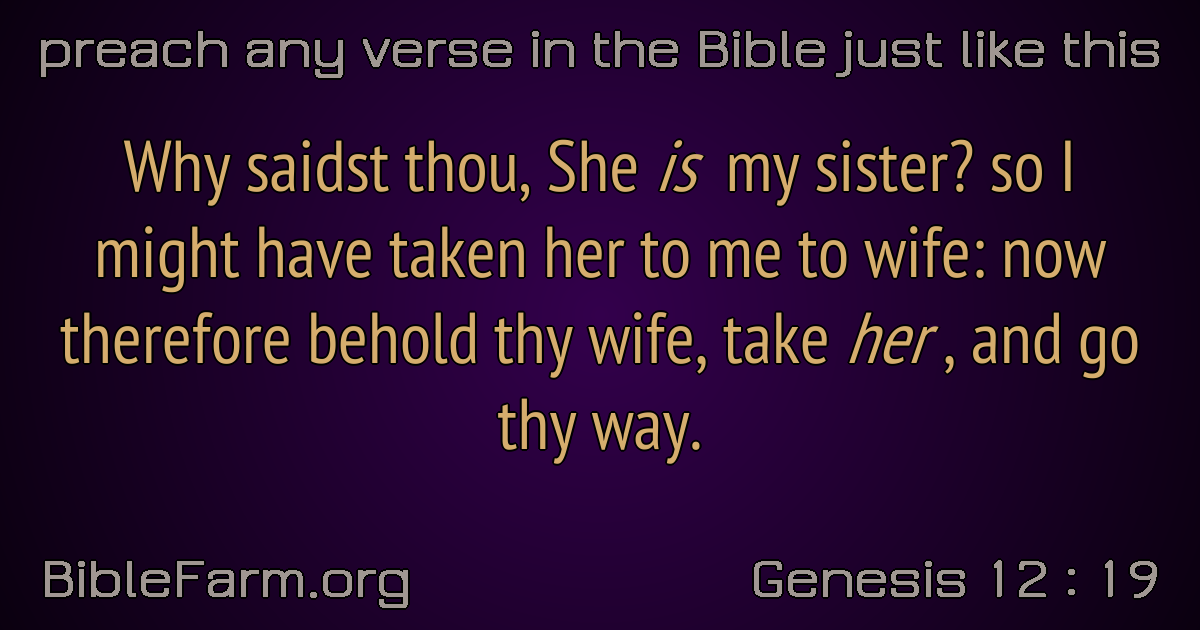 preach any verse in the Bible just like this
Why saidst thou, She is my sister? so I
might have taken her to me to wife: now
therefore behold thy wife, take her , and go
thy way.
BibleFarm.org
Genesis 12 : 19